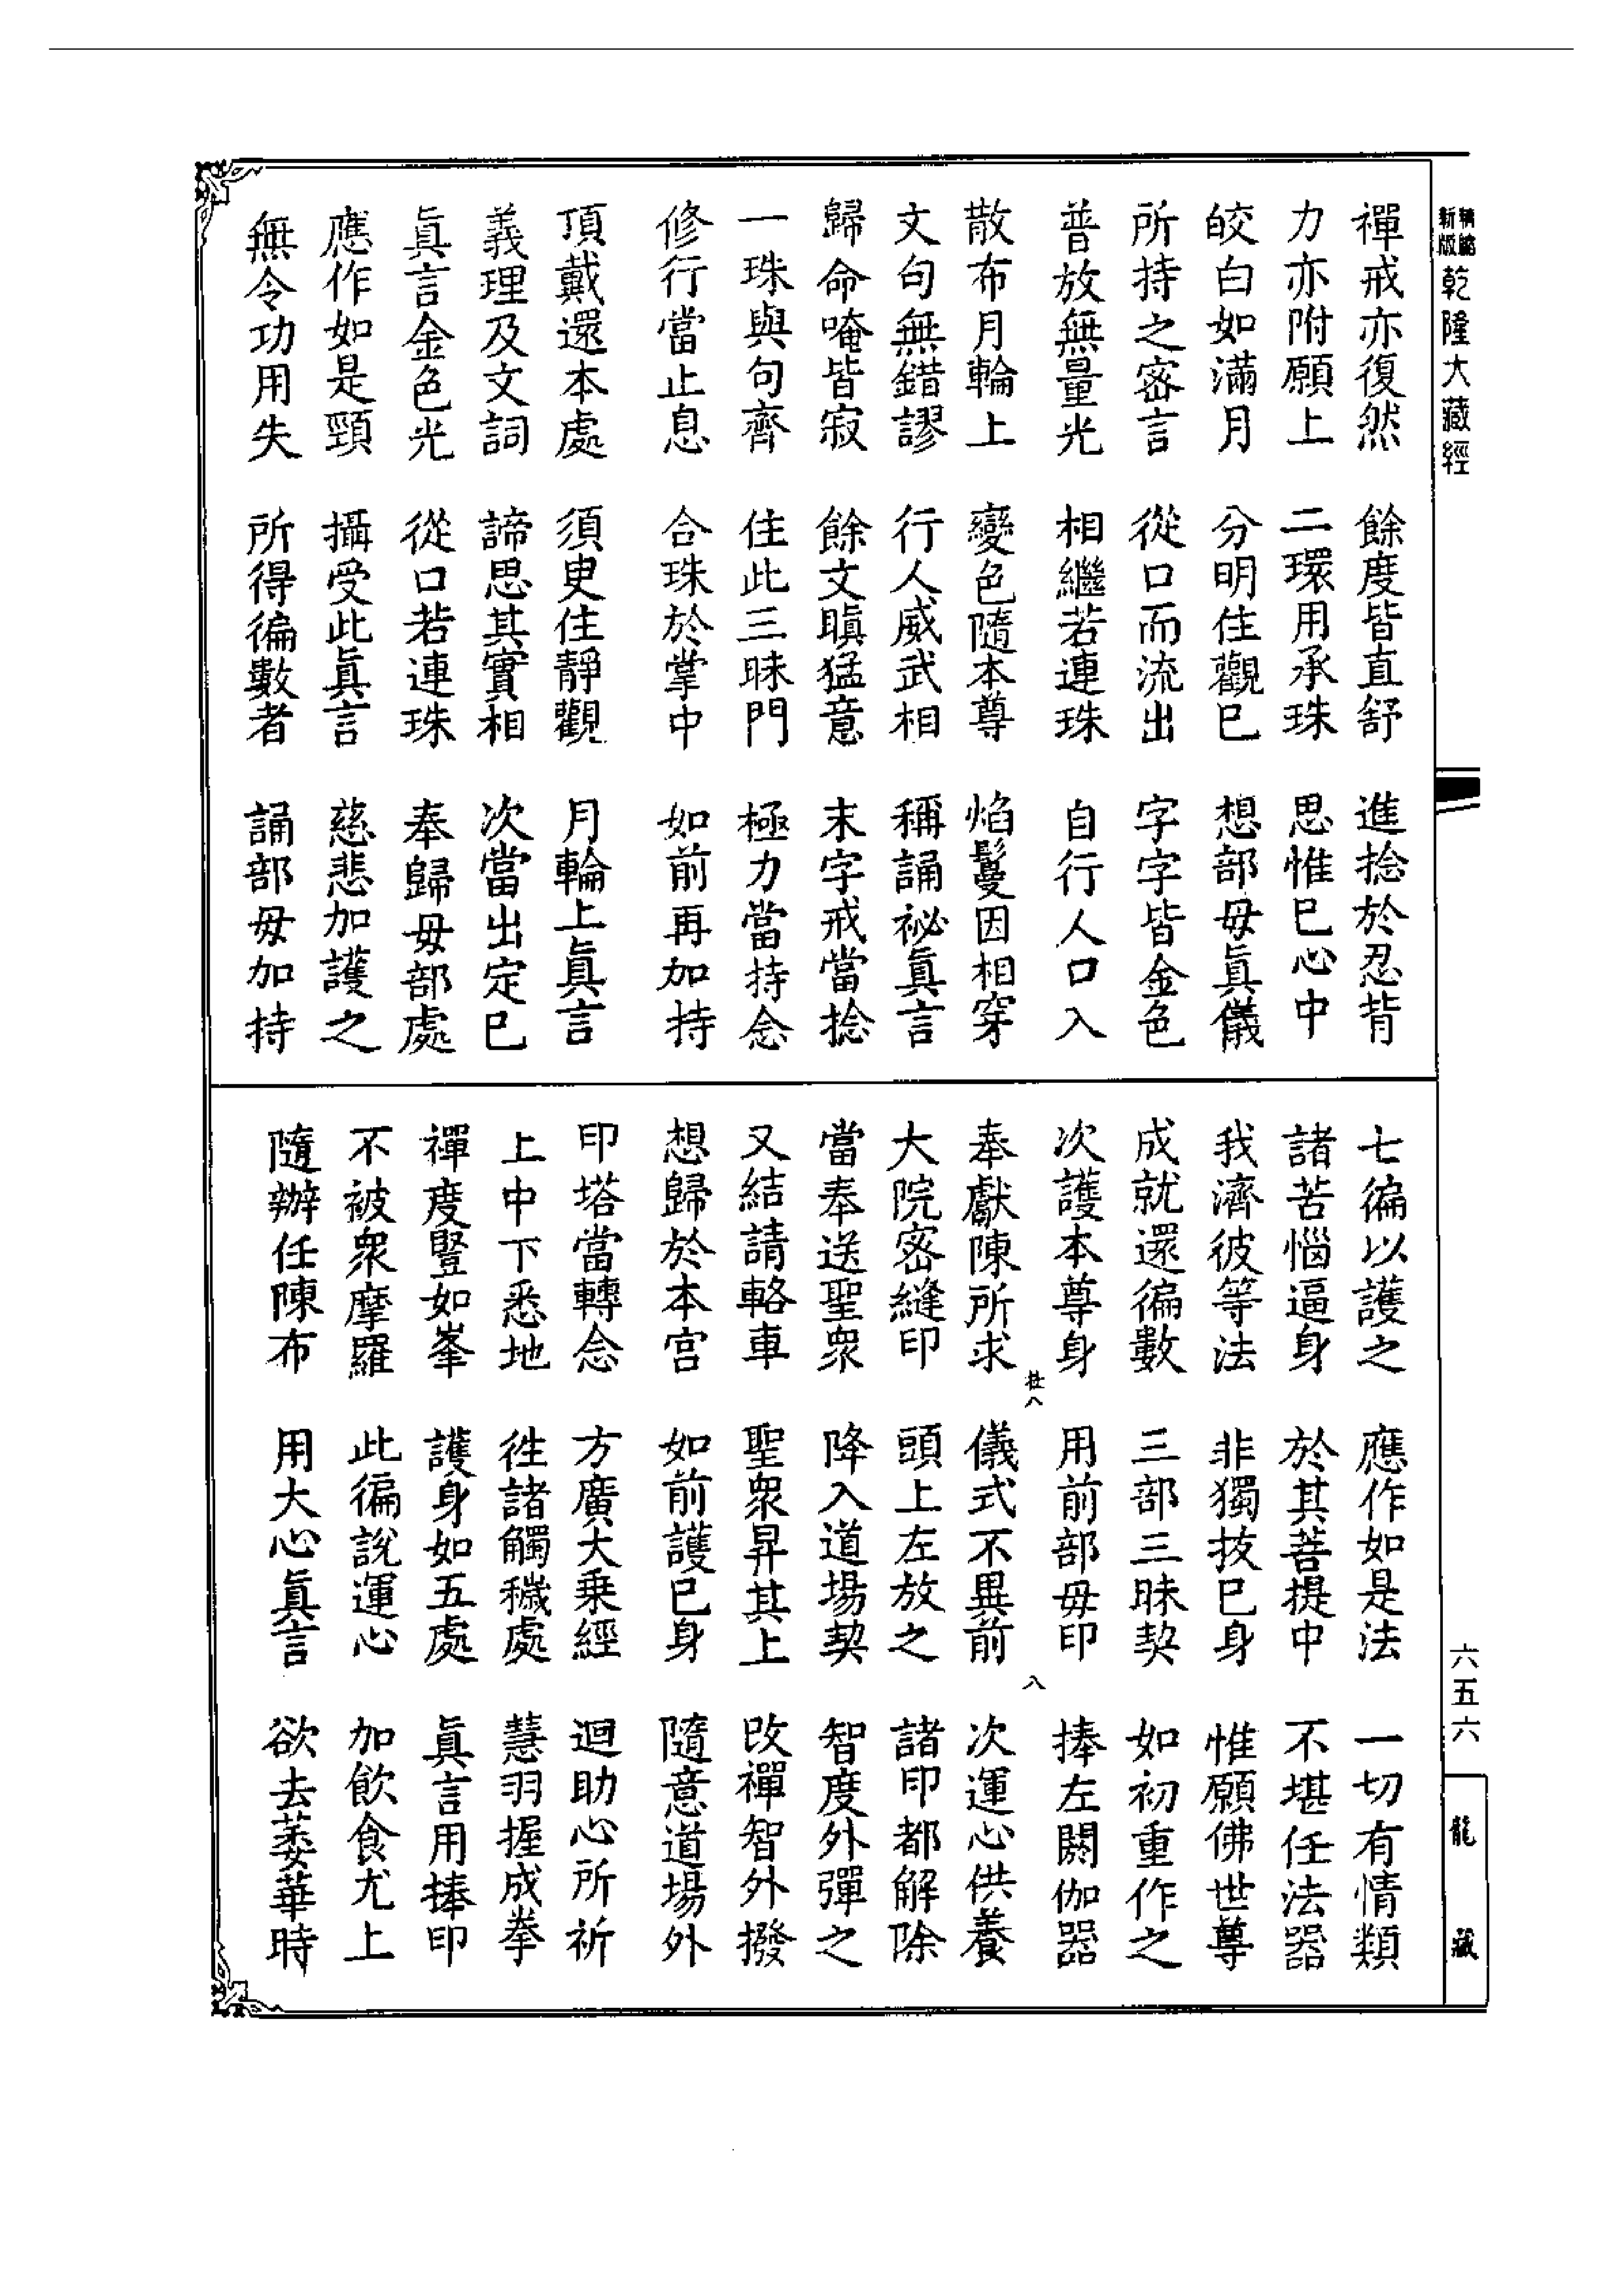 新版精縮乾隆大藏經
禪戒亦復然　餘度皆直舒　進捻於忍背
力亦附願上　二環用承珠　思惟巳心中
皎白如滿月　分明住觀巳　想部毋眞儀
所持之密言　從口而流出　字字皆金色
普放無量光　相繼若連珠　自行人口入
散布月輪上　變色隨本尊　焰鬘因相穿
文句無錯謬　行人威武相　稱誦祕眞言
歸命唵皆寂　餘文瞋猛意　末字戒當捻
一珠與句齊　住此三昧門　極力當持念
修行當止息　合珠於掌中　如前再加持
頂戴還本處　須臾住靜觀　月輪上眞言
義理及文詞　諦思其實相　次當出定巳
眞言金色光　從口若連珠　奉歸毋部處
應作如是頸　攝受此眞言　慈悲加護之
無令功用失　所得徧數者　誦部毋加持
七徧以護之　應作如是法　一切有情類
諸苦惱逼身　於其菩提中　不堪任法器
我濟彼等法　非獨技巳身　惟願佛世尊
成就還徧數　三部三昧契　如初重作之
次護本尊身　用前部毋印　捧左閼伽器
奉獻陳所求　儀式不異前　次運心供養
大院密縫印　頭上左放之　諸印都解除
當奉送聖衆　降入道場契　智度外彈之
又結請輅車　聖衆昇其上　改禪智外撥
想歸於本宮　如前護巳身　隨意道場外
印塔當轉念　方廣大乗經　迴助心所祈
上中下悉地　徃諸觸穢處　慧羽握成拳
禪度豎如峯　護身如五處　眞言用捧印
不被衆摩羅　此徧說運心　加飲食尤上
隨辦任陳布　用大心眞言　欲去萎華時
六五六
龍藏